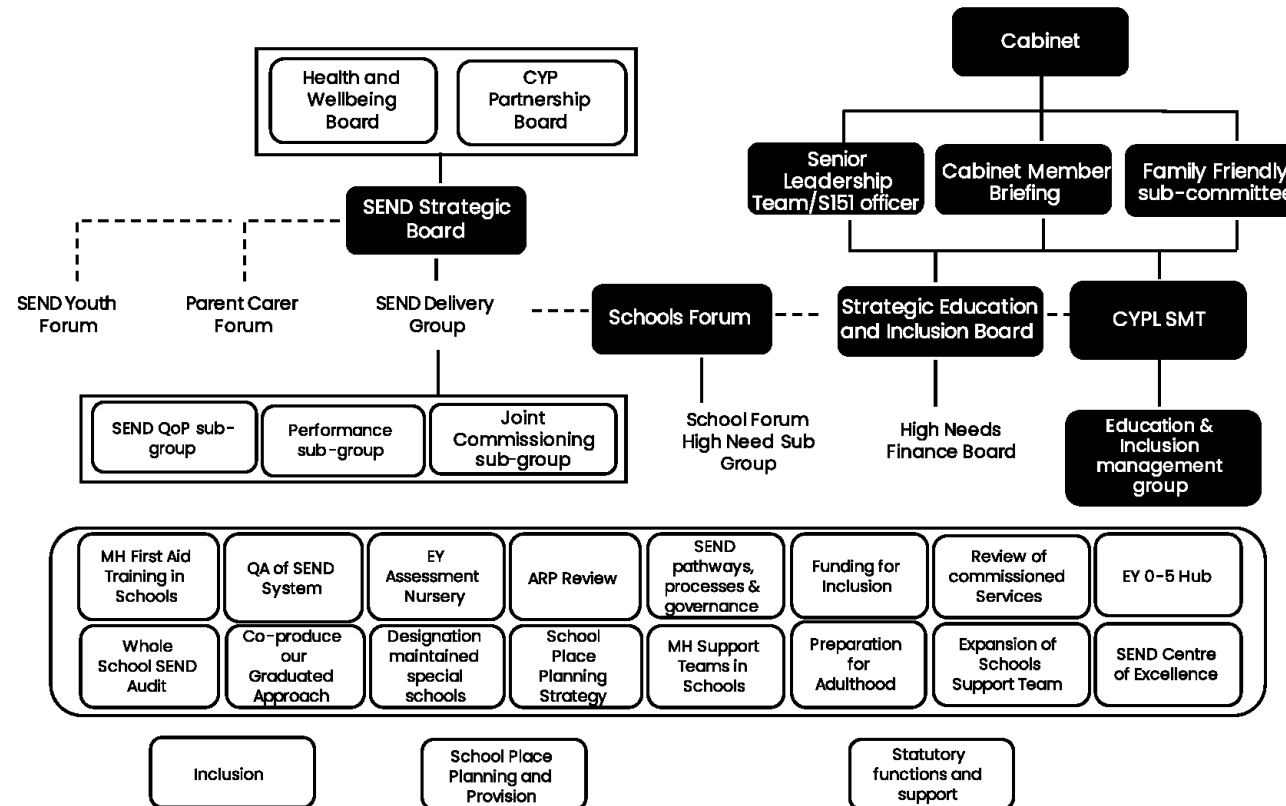 Cabinet
Health and
Wellbeing
Board
CYP
Partnership
Board
Senior
Leadership
Team/S151 officer
Cabinet Member
Briefing
Family Friendly
sub-committee
SEND Strategic
Board
SEND Youth
Forum
Parent Carer
Forum
SEND Delivery
Group
Schools Forum
Strategic Education
and Inclusion Board
CYPL SMT
SEND QoP sub-
group
Performance
sub-group
Joint
Commissioning
sub-group
School Forum
High Need Sub
Group
High Needs
Finance Board
Education &
Inclusion
management
group
MH First Aid
Training in
Schools
QA of SEND
System
EY
Assessment
Nursery
ARP Review
SEND
pathways,
processes &
governance
Funding for
Inclusion
Review of
commissioned
Services
EY 0-5 Hub
Whole
School SEND
Audit
Co-produce
our
Graduated
Approach
Designation
maintained
special
schools
School
Place
Planning
Strategy
MH Support
Teams in
Schools
Preparation
for
Adulthood
Expansion of
Schools
Support Team
SEND Centre
of Excellence
Inclusion
School Place
Planning and
Provision
Statutory
functions and
support